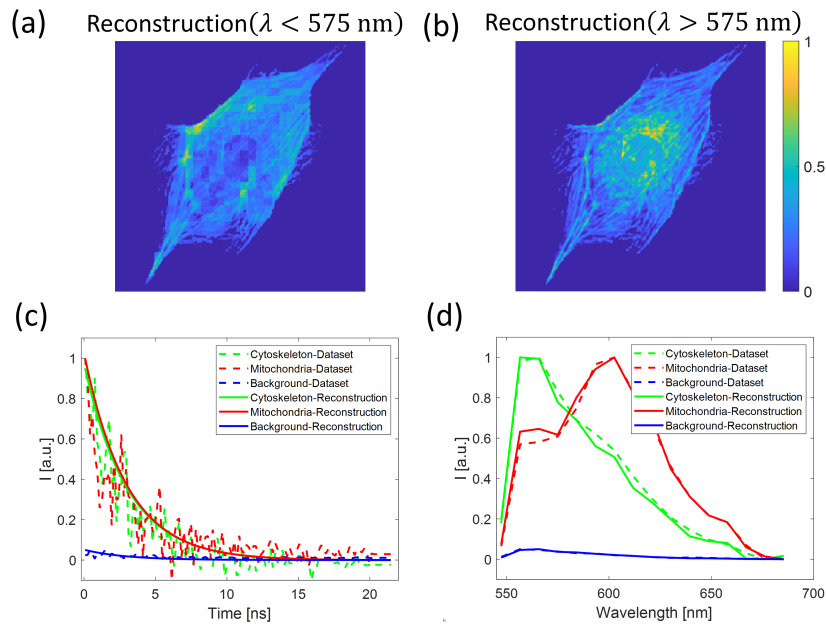 (a)
Reconstruction(λ < 575 nm)
(b)
Reconstruction(λ > 575 nm)
1
0.5
0
(c)
Cytoskeleton-Dataset
Mitochondria-Dataset
Background-Dataset
Cytoskeleton-Reconstruction
Mitochondria-Reconstruction
Background-Reconstruction
1
0.8
0.6
0.4
0.2
0
I [a.u.]
0 5 10 15 20
Time [ns]
(d)
Cytoskeleton-Dataset
Mitochondria-Dataset
Background-Dataset
Cytoskeleton-Reconstruction
Mitochondria-Reconstruction
Background-Reconstruction
1
0.8
0.6
0.4
0.2
0
I [a.u.]
550 600 650 700
Wavelength [nm]